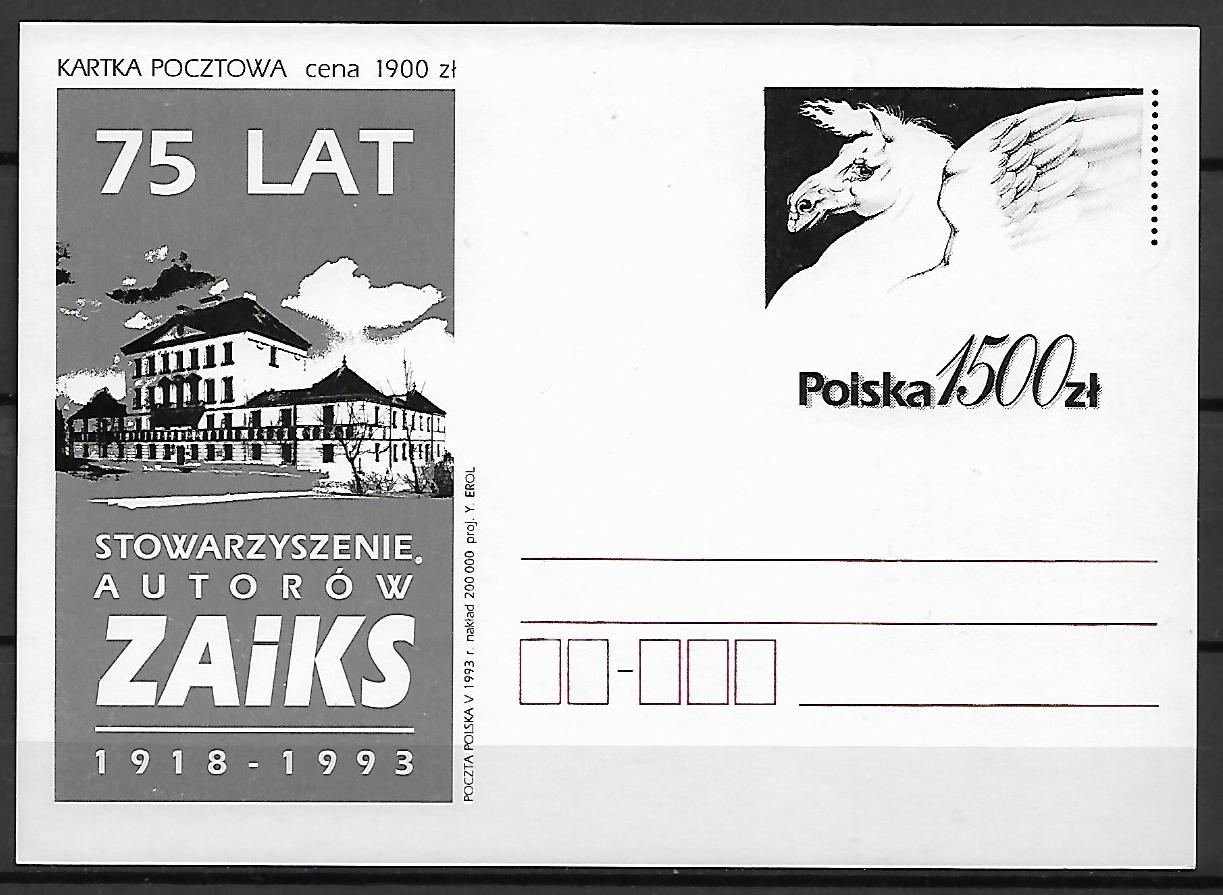 KARTKA POCZTOWA cena 1900 zł
75 LAT
STOWARZYSZENIE
AUTORÓW
ZAiKS
1918-1993
POCZTA POLSKA V 1993 r. nakład 200 000 proj. Y. EROL
Polska 1500 zł